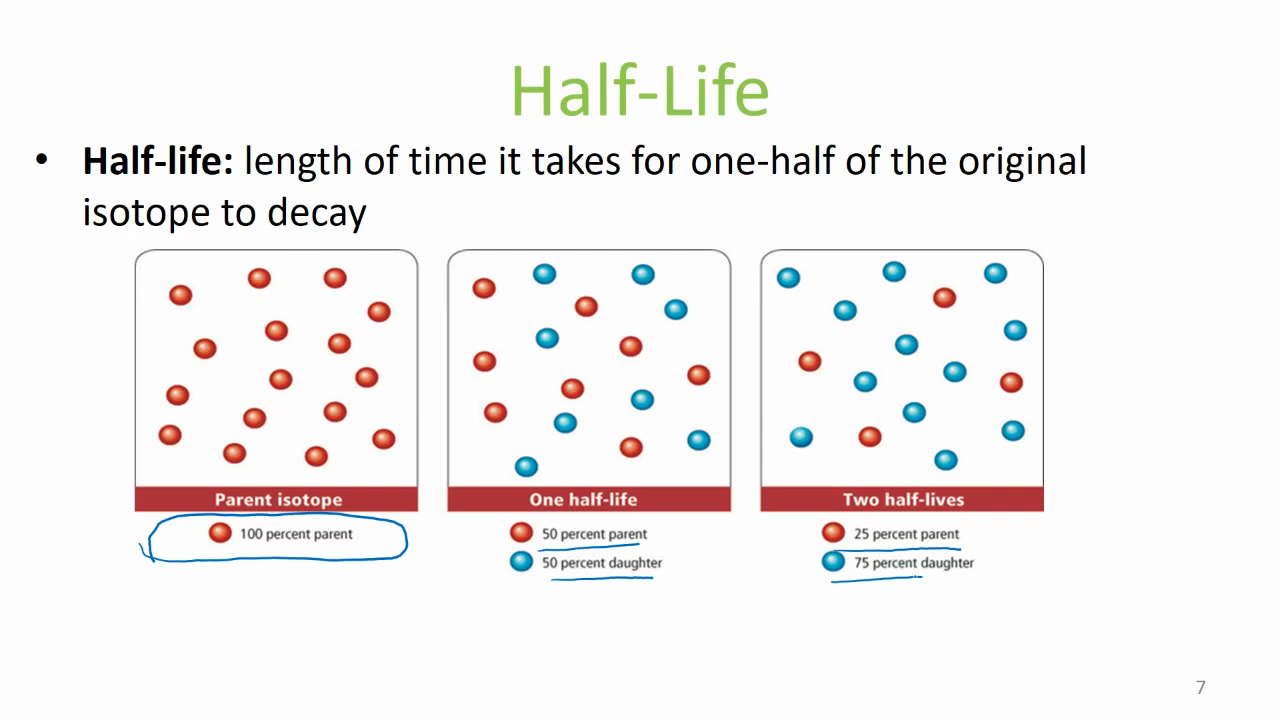 Half-Life
• Half-life: length of time it takes for one-half of the original
isotope to decay
Parent isotope
100 percent parent
One half-life
50 percent parent
50 percent daughter
Two half-lives
25 percent parent
75 percent daughter
7